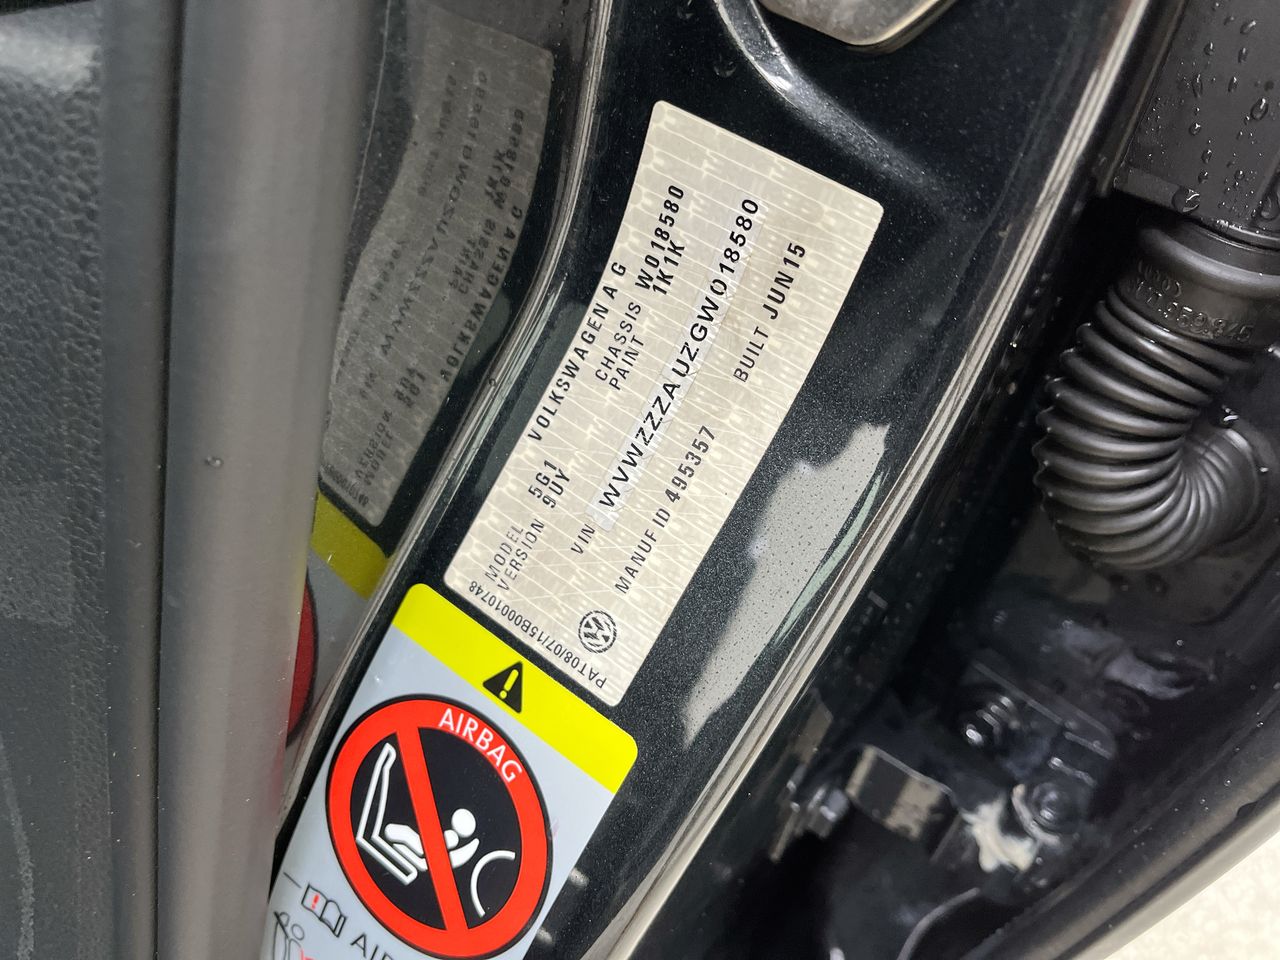 VOLKSWAGEN AG
MODEL 5G1 CHASSIS W018580
VERSION 9UY PAINT 1K1K
VIN WVWZZZAUZGW018580
MANUF ID 495357 BUILT JUN15
PAT08/07/15B00010748
AIRBAG